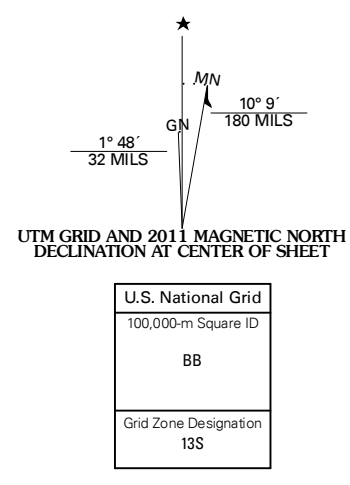 ★
MN
GN
10° 9´
180 MILS
1° 48´
32 MILS
UTM GRID AND 2011 MAGNETIC NORTH
DECLINATION AT CENTER OF SHEET
U.S. National Grid
100,000-m Square ID
BB
Grid Zone Designation
13S